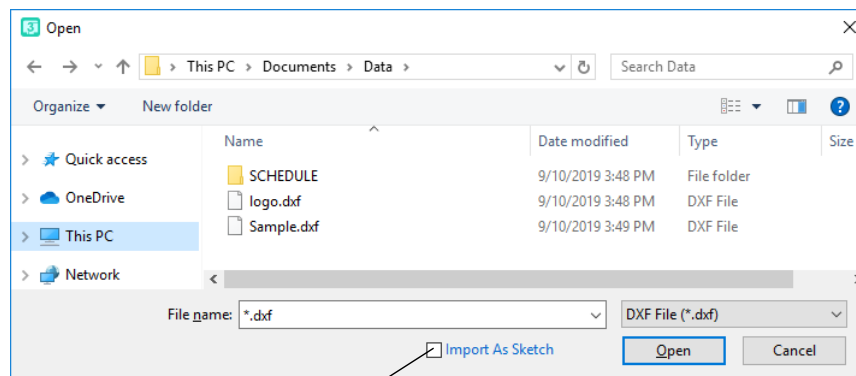 3 Open
This PC > Documents > Data >
Search Data
Organize
New folder
?
Name
Date modified
Type
Size
Quick access
OneDrive
This PC
Network
SCHEDULE
9/10/2019 3:48 PM
File folder
logo.dxf
9/10/2019 3:48 PM
DXF File
Sample.dxf
9/10/2019 3:49 PM
DXF File
File name: *.dxf
DXF File (*.dxf)
Import As Sketch
Open
Cancel